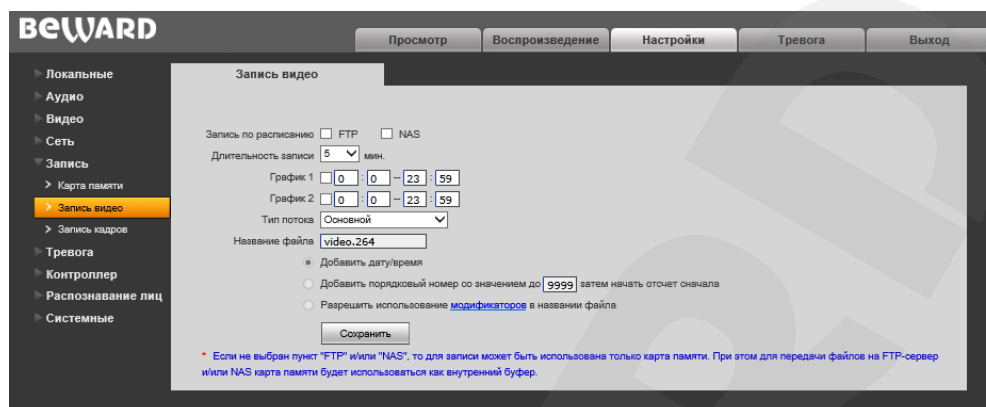 BEWARD
Просмотр Воспроизведение Настройки Тревога Выход
Локальные
Аудио
Видео
Сеть
Запись
Карта памяти
Запись видео
Запись кадров
Тревога
Контроллер
Распознавание лиц
Системные
Запись видео
Запись по расписанию FTP NAS
Длительность записи 5 мин.
График 1 0 : 0 – 23 : 59
График 2 0 : 0 – 23 : 59
Тип потока Основной
Название файла video.264
Добавить дату/время
Добавить порядковый номер со значением до 9999 затем начать отсчет сначала
Разрешить использование модификаторов в названии файла
Сохранить
* Если не выбран пункт "FTP" и/или "NAS", то для записи может быть использована только карта памяти. При этом для передачи файлов на FTP-сервер
и/или NAS карта памяти будет использоваться как внутренний буфер.